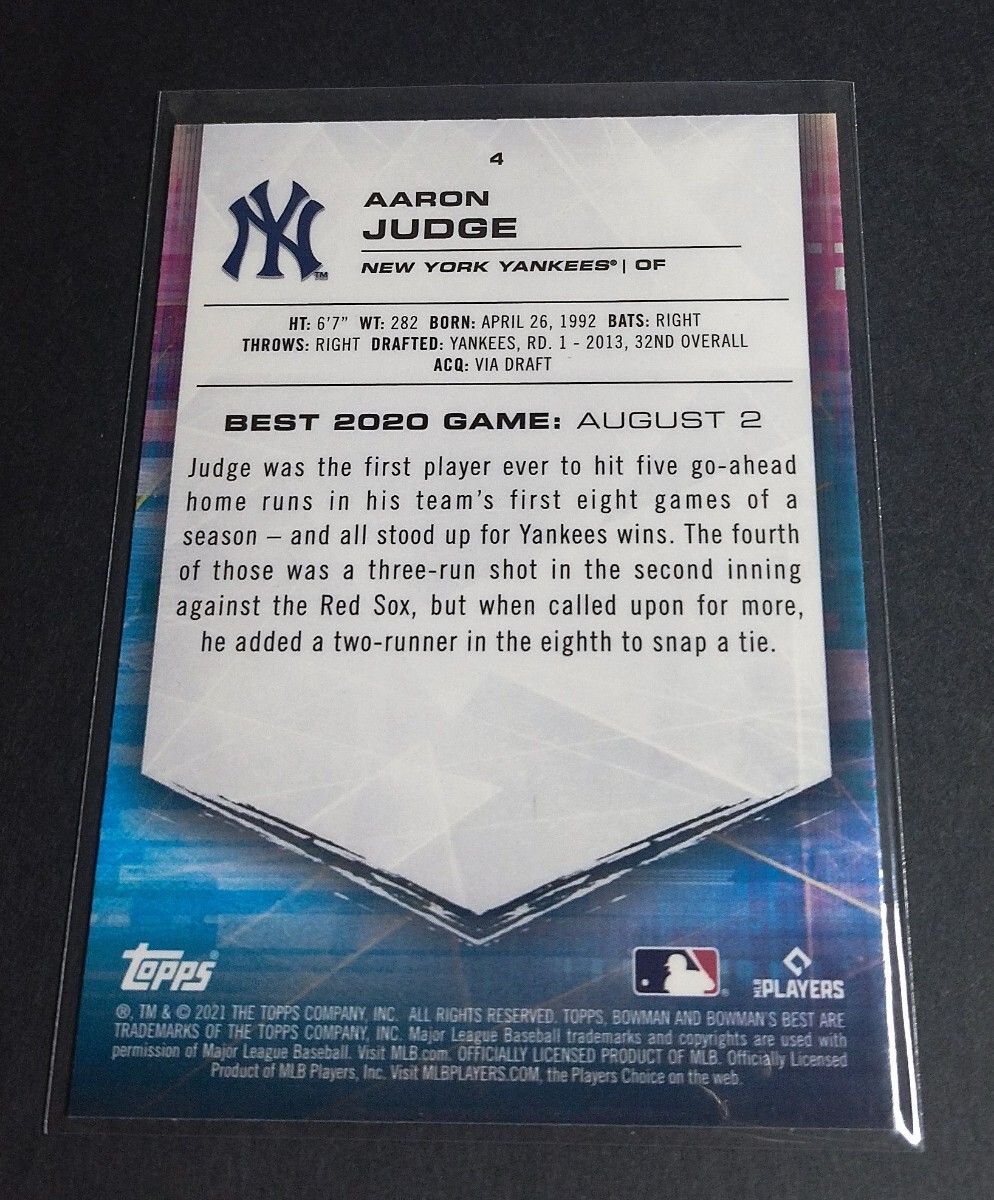 4
NY
TM
AARON
JUDGE
NEW YORK YANKEES® | OF
HT: 6'7" WT: 282 BORN: APRIL 26, 1992 BATS: RIGHT
THROWS: RIGHT DRAFTED: YANKEES, RD. 1 - 2013, 32ND OVERALL
ACQ: VIA DRAFT
BEST 2020 GAME: AUGUST 2
Judge was the first player ever to hit five go-ahead
home runs in his team's first eight games of a
season – and all stood up for Yankees wins. The fourth
of those was a three-run shot in the second inning
against the Red Sox, but when called upon for more,
he added a two-runner in the eighth to snap a tie.
topps®
MLB PLAYERS
®, TM & © 2021 THE TOPPS COMPANY, INC. ALL RIGHTS RESERVED. TOPPS, BOWMAN AND BOWMAN'S BEST ARE
TRADEMARKS OF THE TOPPS COMPANY, INC. Major League Baseball trademarks and copyrights are used with
permission of Major League Baseball. Visit MLB.com. OFFICIALLY LICENSED PRODUCT OF MLB. Officially Licensed
Product of MLB Players, Inc. Visit MLBPLAYERS.COM, the Players Choice on the web.